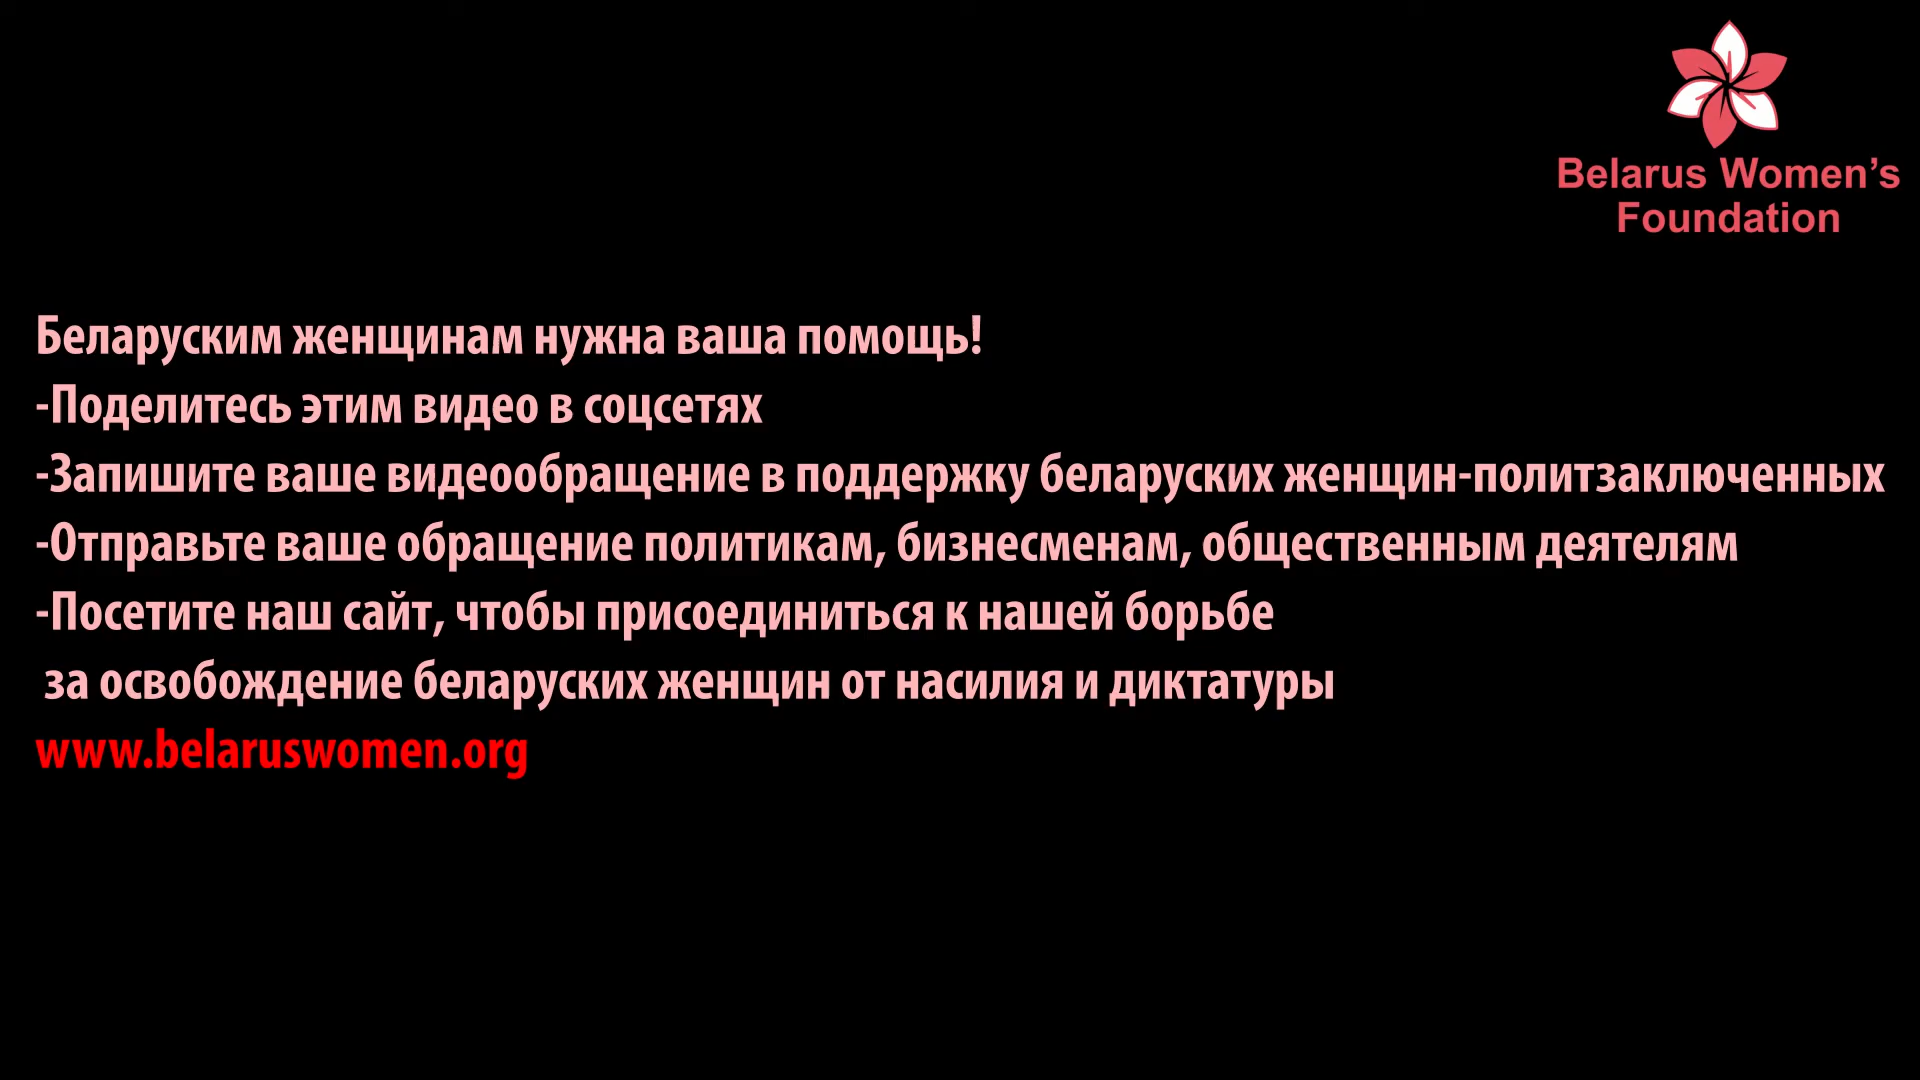 Belarus Women’s
Foundation
Беларуским женщинам нужна ваша помощь!
-Поделитесь этим видео в соцсетях
-Запишите ваше видеообращение в поддержку беларуских женщин-политзаключенных
-Отправьте ваше обращение политикам, бизнесменам, общественным деятелям
-Посетите наш сайт, чтобы присоединиться к нашей борьбе
за освобождение беларуских женщин от насилия и диктатуры
www.belaruswomen.org